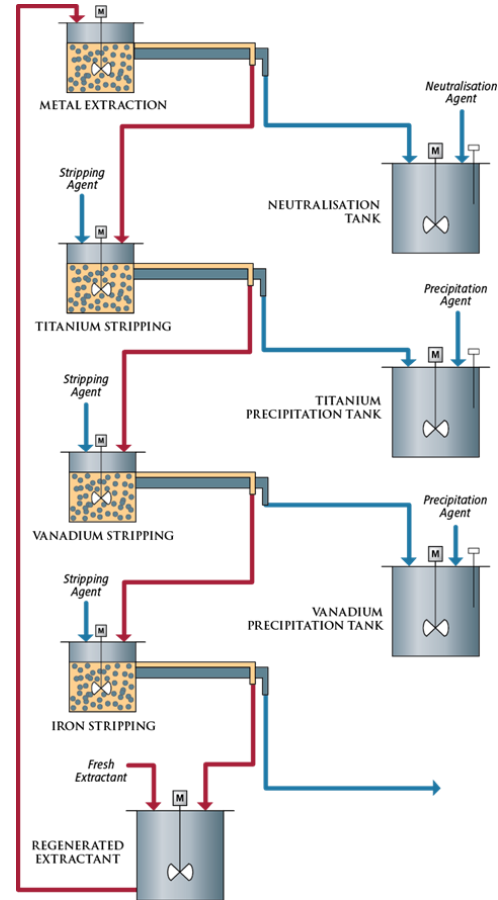 M
METAL EXTRACTION
Neutralisation
Agent
M
NEUTRALISATION
TANK
Stripping
Agent
M
TITANIUM STRIPPING
Precipitation
Agent
M
TITANIUM
PRECIPITATION TANK
Stripping
Agent
M
VANADIUM STRIPPING
Precipitation
Agent
M
VANADIUM
PRECIPITATION TANK
Stripping
Agent
M
IRON STRIPPING
Fresh
Extractant
M
REGENERATED
EXTRACTANT